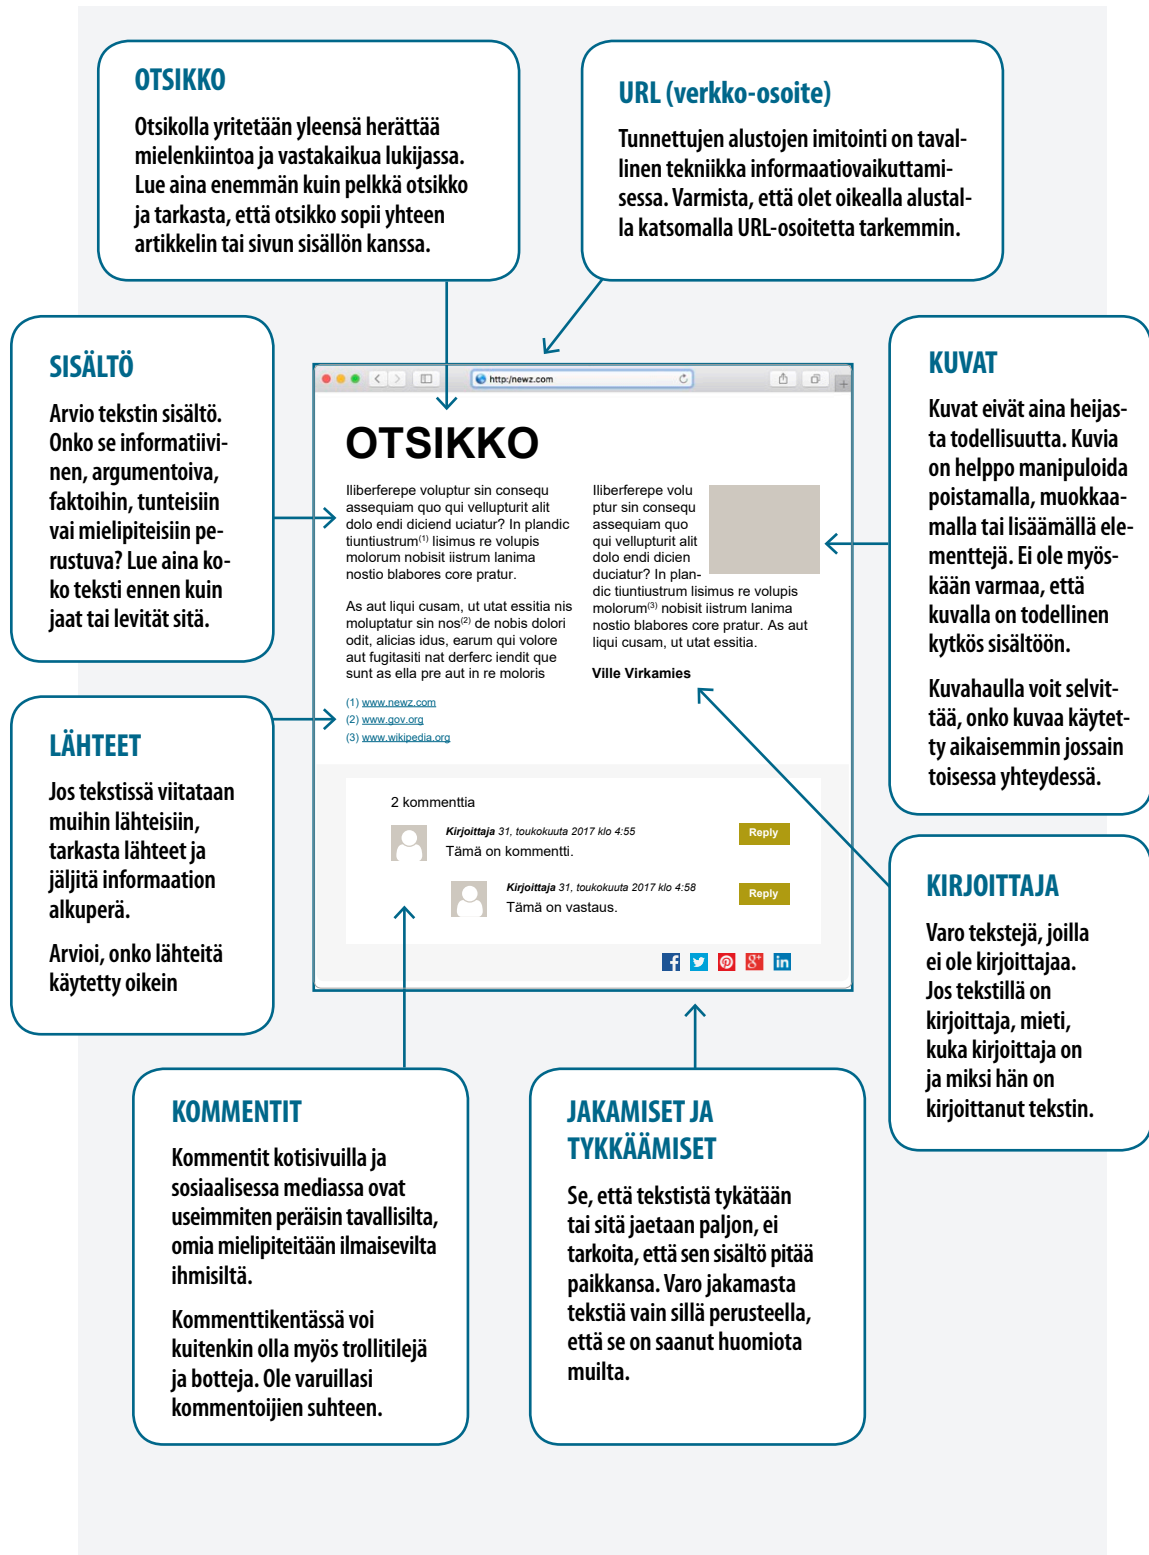 OTSIKKO
Otsikolla yritetään yleensä herättää
mielenkiintoa ja vastakaikua lukijassa.
Lue aina enemmän kuin pelkkä otsikko
ja tarkasta, että otsikko sopii yhteen
artikkelin tai sivun sisällön kanssa.
URL (verkko-osoite)
Tunnettujen alustojen imitointi on taval-
linen tekniikka informaatiovaikuttami-
sessa. Varmista, että olet oikealla alustal-
la katsomalla URL-osoitetta tarkemmin.
SISÄLTÖ
Arvio tekstin sisältö.
Onko se informatiivi-
nen, argumentoiva,
faktoihin, tunteisiin
vai mielipiteisiin pe-
rustuva? Lue aina ko-
ko teksti ennen kuin
jaat tai levität sitä.
http:/newz.com
OTSIKKO
Iliberferepe voluptur sin consequ
assequiam quo qui vellupturit alit
dolo endi diciend uciatur? In plandic
tiuntiustrum(1) lisimus re volupis
molorum nobisit iistrum lanima
nostio blabores core pratur.
As aut liqui cusam, ut utat essitia nis
moluptatur sin nos(2) de nobis dolori
odit, alicias idus, earum qui volore
aut fugitasiti nat derferc iendit que
sunt as ella pre aut in re moloris
(1) www.newz.com
(2) www.gov.org
(3) www.wikipedia.org
Iliberferepe volu
ptur sin consequ
assequiam quo
qui vellupturit alit
dolo endi dicien
duciatur? In plan-
dic tiuntiustrum lisimus re volupis
molorum(3) nobisit iistrum lanima
nostio blabores core pratur. As aut
liqui cusam, ut utat essitia.
Ville Virkamies
2 kommenttia
Kirjoittaja 31, toukokuuta 2017 klo 4:55
Tämä on kommentti.
Reply
Kirjoittaja 31, toukokuuta 2017 klo 4:58
Tämä on vastaus.
Reply
KUVAT
Kuvat eivät aina heijas-
ta todellisuutta. Kuvia
on helppo manipuloida
poistamalla, muokkaa-
malla tai lisäämällä ele-
menttejä. Ei ole myös-
kään varmaa, että
kuvalla on todellinen
kytkös sisältöön.
Kuvahaulla voit selvit-
tää, onko kuvaa käytet-
ty aikaisemmin jossain
toisessa yhteydessä.
LÄHTEET
Jos tekstissä viitataan
muihin lähteisiin,
tarkasta lähteet ja
jäljitä informaation
alkuperä.
Arvioi, onko lähteitä
käytetty oikein
KIRJOITTAJA
Varo tekstejä, joilla
ei ole kirjoittajaa.
Jos tekstillä on
kirjoittaja, mieti,
kuka kirjoittaja on
ja miksi hän on
kirjoittanut tekstin.
KOMMENTIT
Kommentit kotisivuilla ja
sosiaalisessa mediassa ovat
useimmiten peräisin tavallisilta,
omia mielipiteitään ilmaisevilta
ihmisiltä.
Kommenttikentässä voi
kuitenkin olla myös trollitilejä
ja botteja. Ole varuillasi
kommentoijien suhteen.
JAKAMISET JA
TYKKÄÄMISET
Se, että tekstistä tykätään
tai sitä jaetaan paljon, ei
tarkoita, että sen sisältö pitää
paikkansa. Varo jakamasta
tekstiä vain sillä perusteella,
että se on saanut huomiota
muilta.